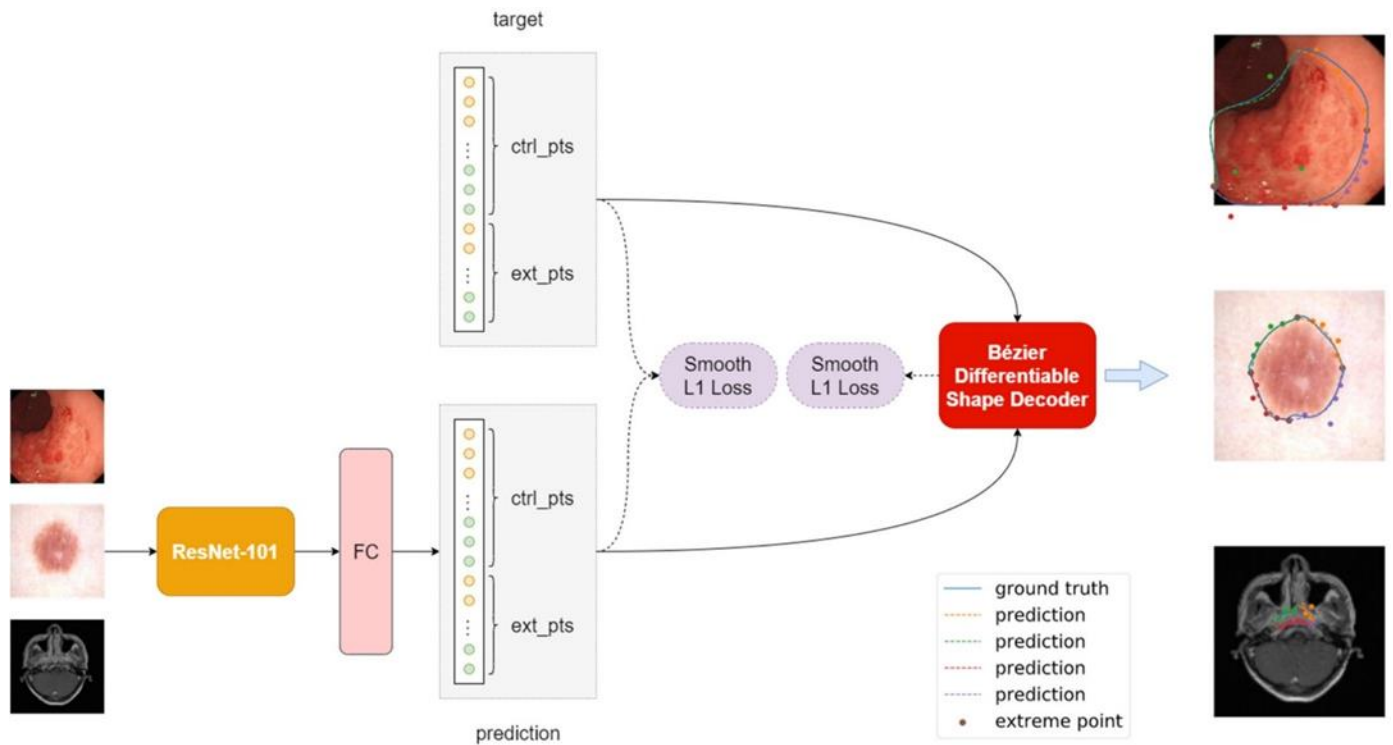 target
ctrl_pts
ext_pts
Smooth
L1 Loss
Smooth
L1 Loss
Bézier
Differentiable
Shape Decoder
ResNet-101
FC
ctrl_pts
ext_pts
prediction
ground truth
prediction
prediction
prediction
prediction
extreme point